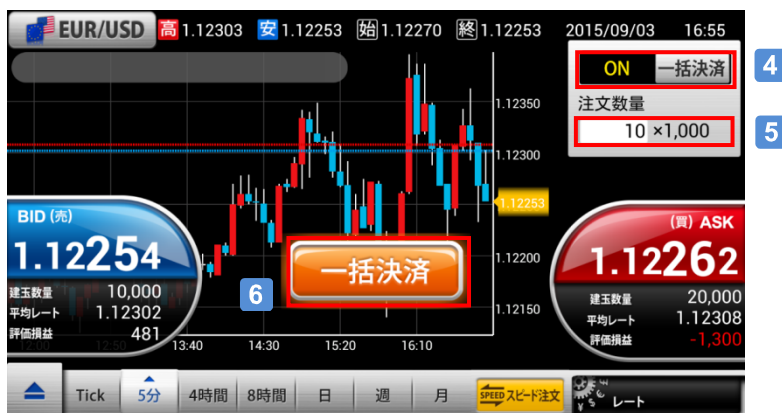 EUR/USD 高 1.12303 安 1.12253 始 1.12270 終 1.12253 2015/09/03 16:55
ON 一括決済 4
注文数量
10 ×1,000 5
1.12350
1.12300
1.12253
1.12200
1.12150
BID (売)
1.12254
建玉数量 10,000
平均レート 1.12302
評価損益 481
一括決済
6
(買) ASK
1.12262
建玉数量 20,000
平均レート 1.12308
評価損益 -1,300
12:00 12:50 13:40 14:30 15:20 16:10
Tick 5分 4時間 8時間 日 週 月 SPEED スピード注文 レート